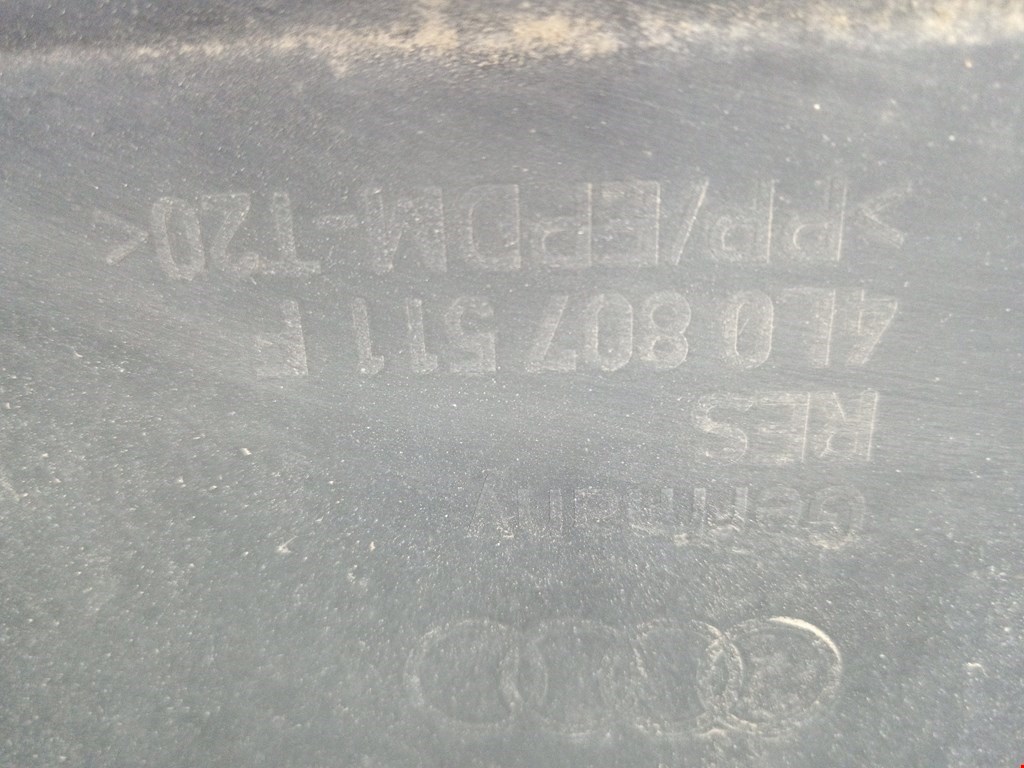 Germany
RES
4L0 807 511 F
>PP/EPDM-T20<